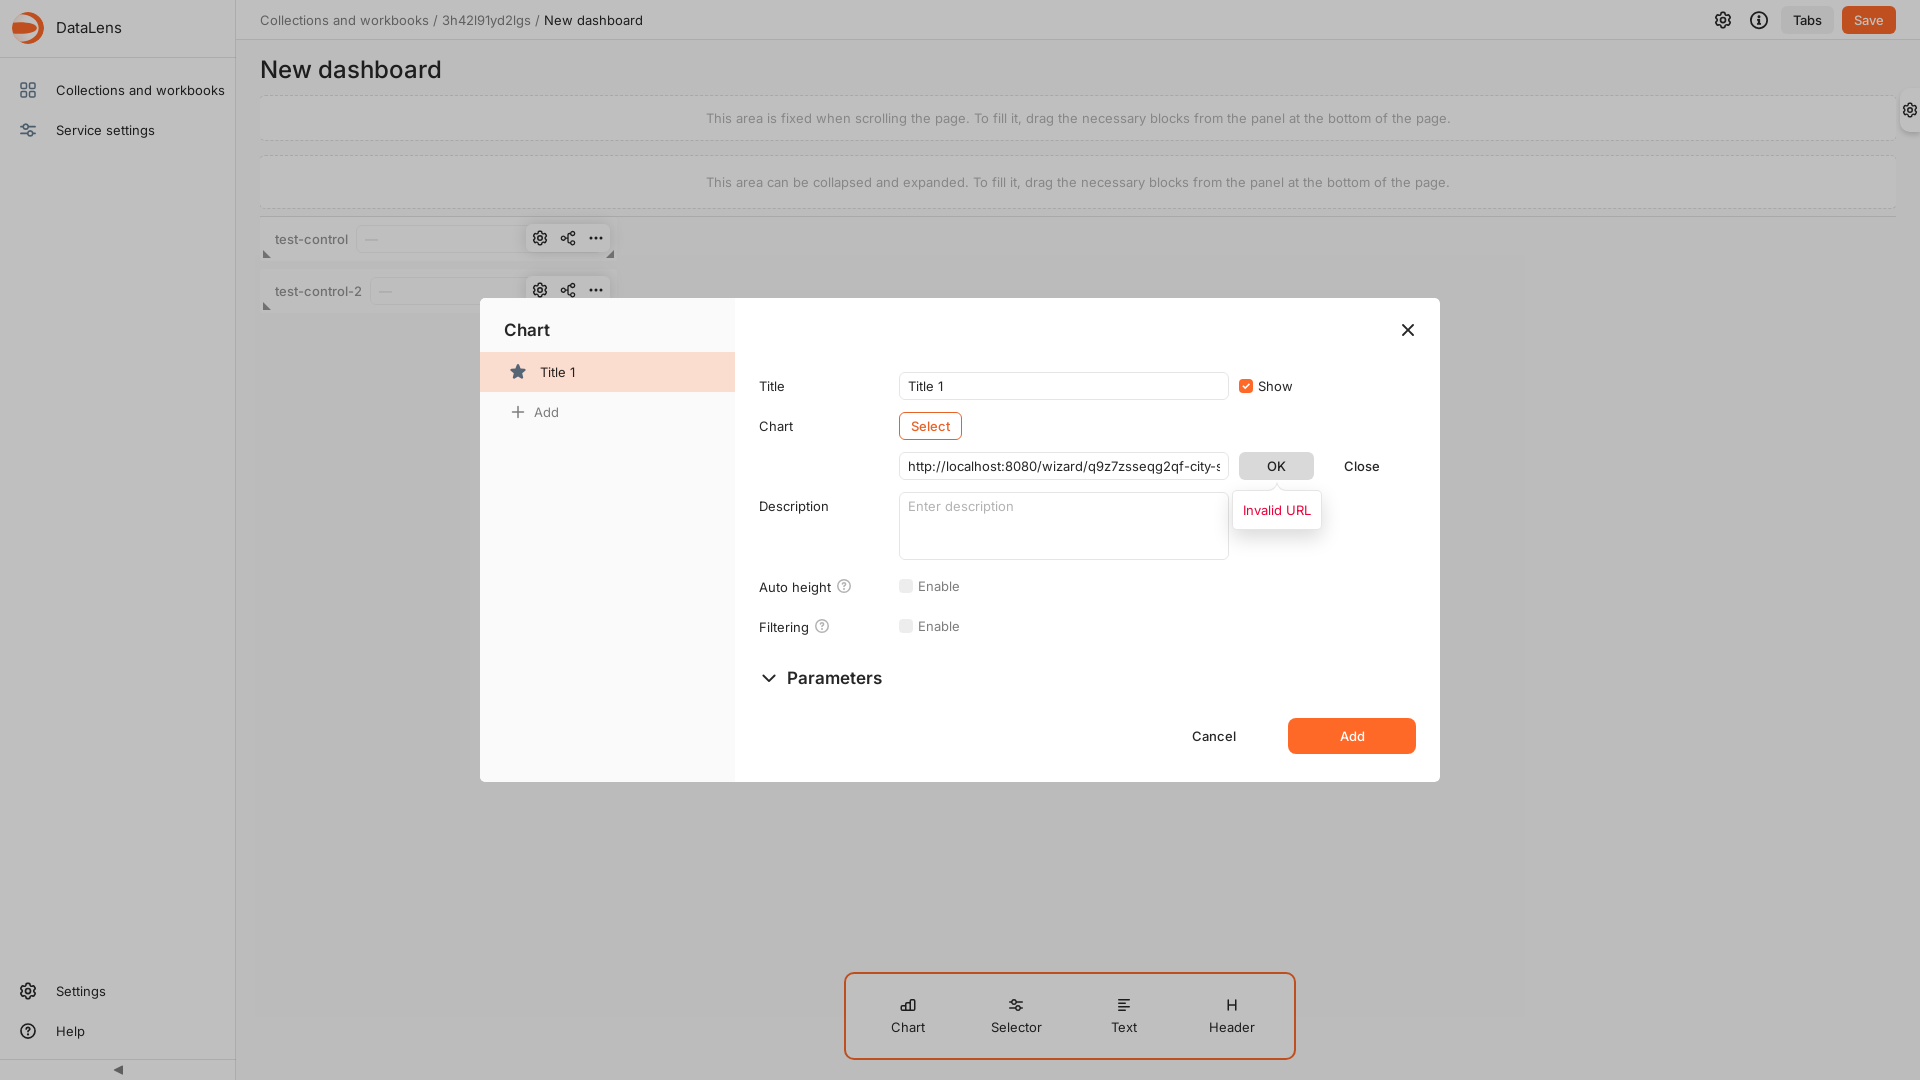 DataLens
Collections and workbooks / 3h42l91yd2lgs / New dashboard
Tabs
Save
Collections and workbooks
Service settings
New dashboard
This area is fixed when scrolling the page. To fill it, drag the necessary blocks from the panel at the bottom of the page.
This area can be collapsed and expanded. To fill it, drag the necessary blocks from the panel at the bottom of the page.
test-control
—
test-control-2
—
Chart
Title 1
Add
Title
Title 1
Show
Chart
Select
http://localhost:8080/wizard/q9z7zsseqg2qf-city-s
OK
Close
Invalid URL
Description
Enter description
Auto height
Enable
Filtering
Enable
Parameters
Cancel
Add
Settings
Help
Chart
Selector
Text
Header